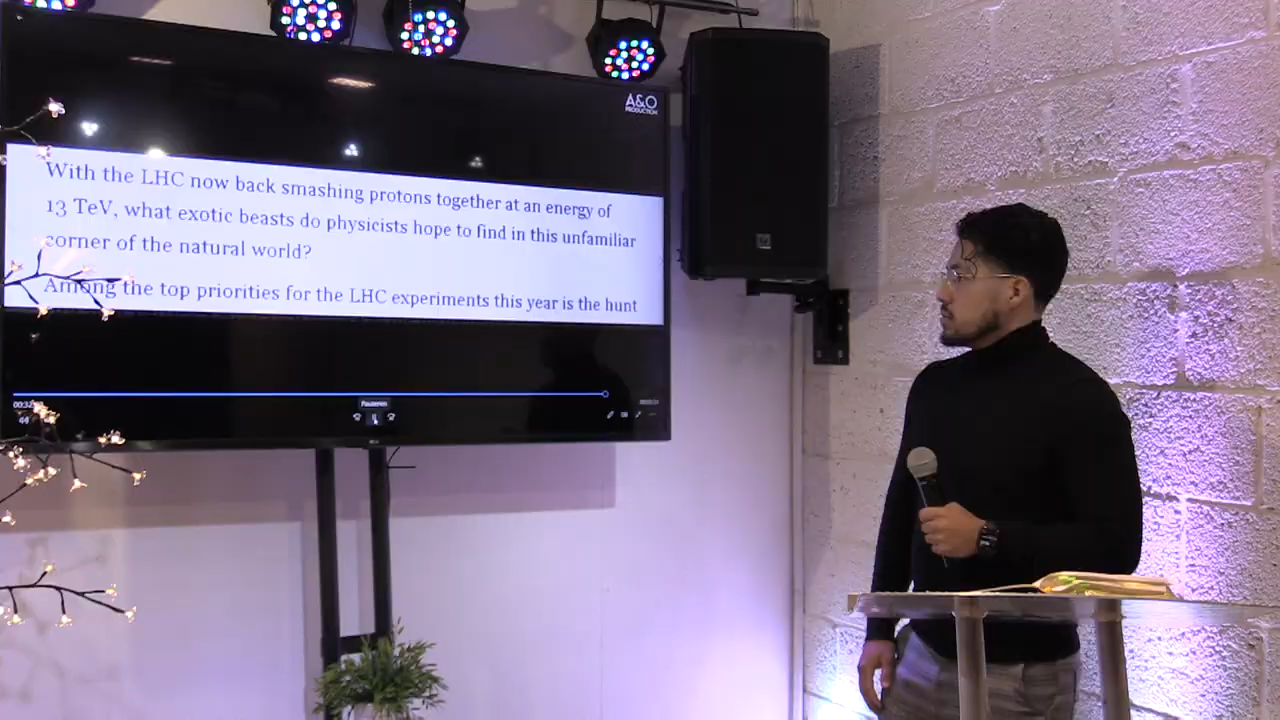 A&O
PRODUCTION
With the LHC now back smashing protons together at an energy of
13 TeV, what exotic beasts do physicists hope to find in this unfamiliar
corner of the natural world?
Among the top priorities for the LHC experiments this year is the hunt
Pauzeren